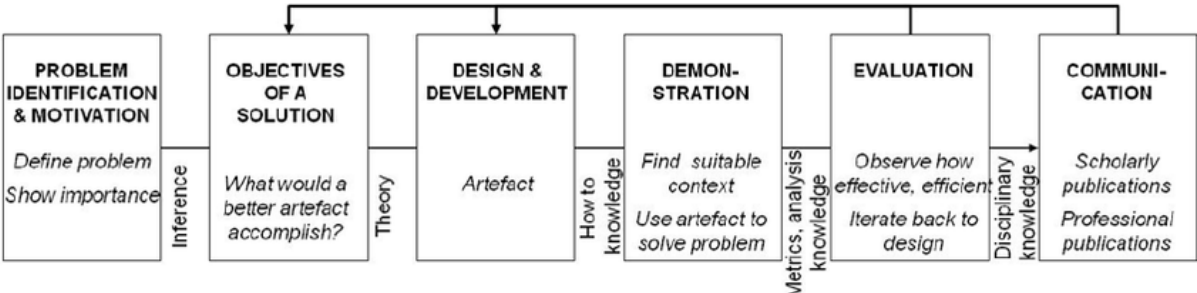 PROBLEM
IDENTIFICATION
& MOTIVATION
Define problem
Show importance
Inference
OBJECTIVES
OF A
SOLUTION
What would a
better artefact
accomplish?
Theory
DESIGN &
DEVELOPMENT
Artefact
How to
knowledge
DEMON-
STRATION
Find suitable
context
Use artefact to
solve problem
Metrics, analysis
knowledge
EVALUATION
Observe how
effective, efficient
Iterate back to
design
Disciplinary
knowledge
COMMUNI-
CATION
Scholarly
publications
Professional
publications